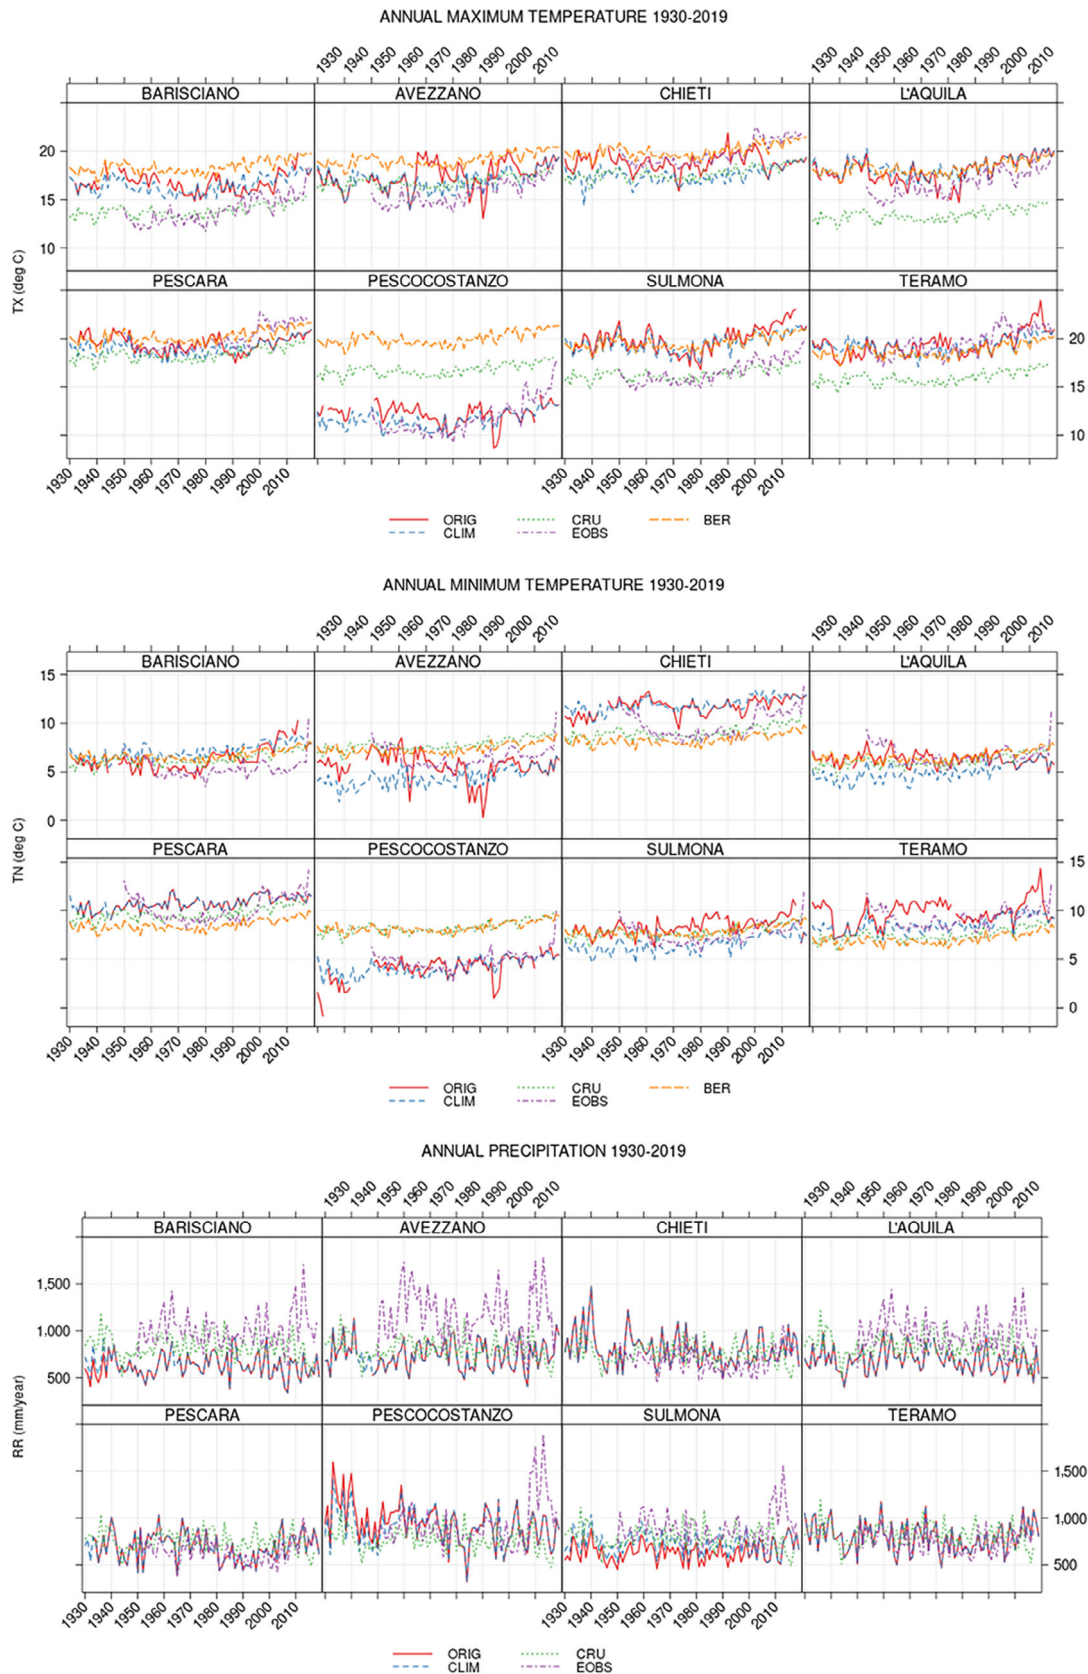 ANNUAL MAXIMUM TEMPERATURE 1930-2019
1930 1940 1950 1960 1970 1980 1990 2000 2010 1930 1940 1950 1960 1970 1980 1990 2000 2010
BARISCIANO AVEZZANO CHIETI L'AQUILA
20
15
10
TX (deg C)
PESCARA PESCOCOSTANZO SULMONA TERAMO
20
15
10
1930 1940 1950 1960 1970 1980 1990 2000 2010 1930 1940 1950 1960 1970 1980 1990 2000 2010
ORIG CRU BER
CLIM EOBS
ANNUAL MINIMUM TEMPERATURE 1930-2019
1930 1940 1950 1960 1970 1980 1990 2000 2010 1930 1940 1950 1960 1970 1980 1990 2000 2010
BARISCIANO AVEZZANO CHIETI L'AQUILA
15
10
5
0
TN (deg C)
PESCARA PESCOCOSTANZO SULMONA TERAMO
15
10
5
0
1930 1940 1950 1960 1970 1980 1990 2000 2010 1930 1940 1950 1960 1970 1980 1990 2000 2010
ORIG CRU BER
CLIM EOBS
ANNUAL PRECIPITATION 1930-2019
1930 1940 1950 1960 1970 1980 1990 2000 2010 1930 1940 1950 1960 1970 1980 1990 2000 2010
BARISCIANO AVEZZANO CHIETI L'AQUILA
1,500
1.000
500
RR (mm/year)
PESCARA PESCOCOSTANZO SULMONA TERAMO
1,500
1.000
500
1930 1940 1950 1960 1970 1980 1990 2000 2010 1930 1940 1950 1960 1970 1980 1990 2000 2010
ORIG CRU
CLIM EOBS